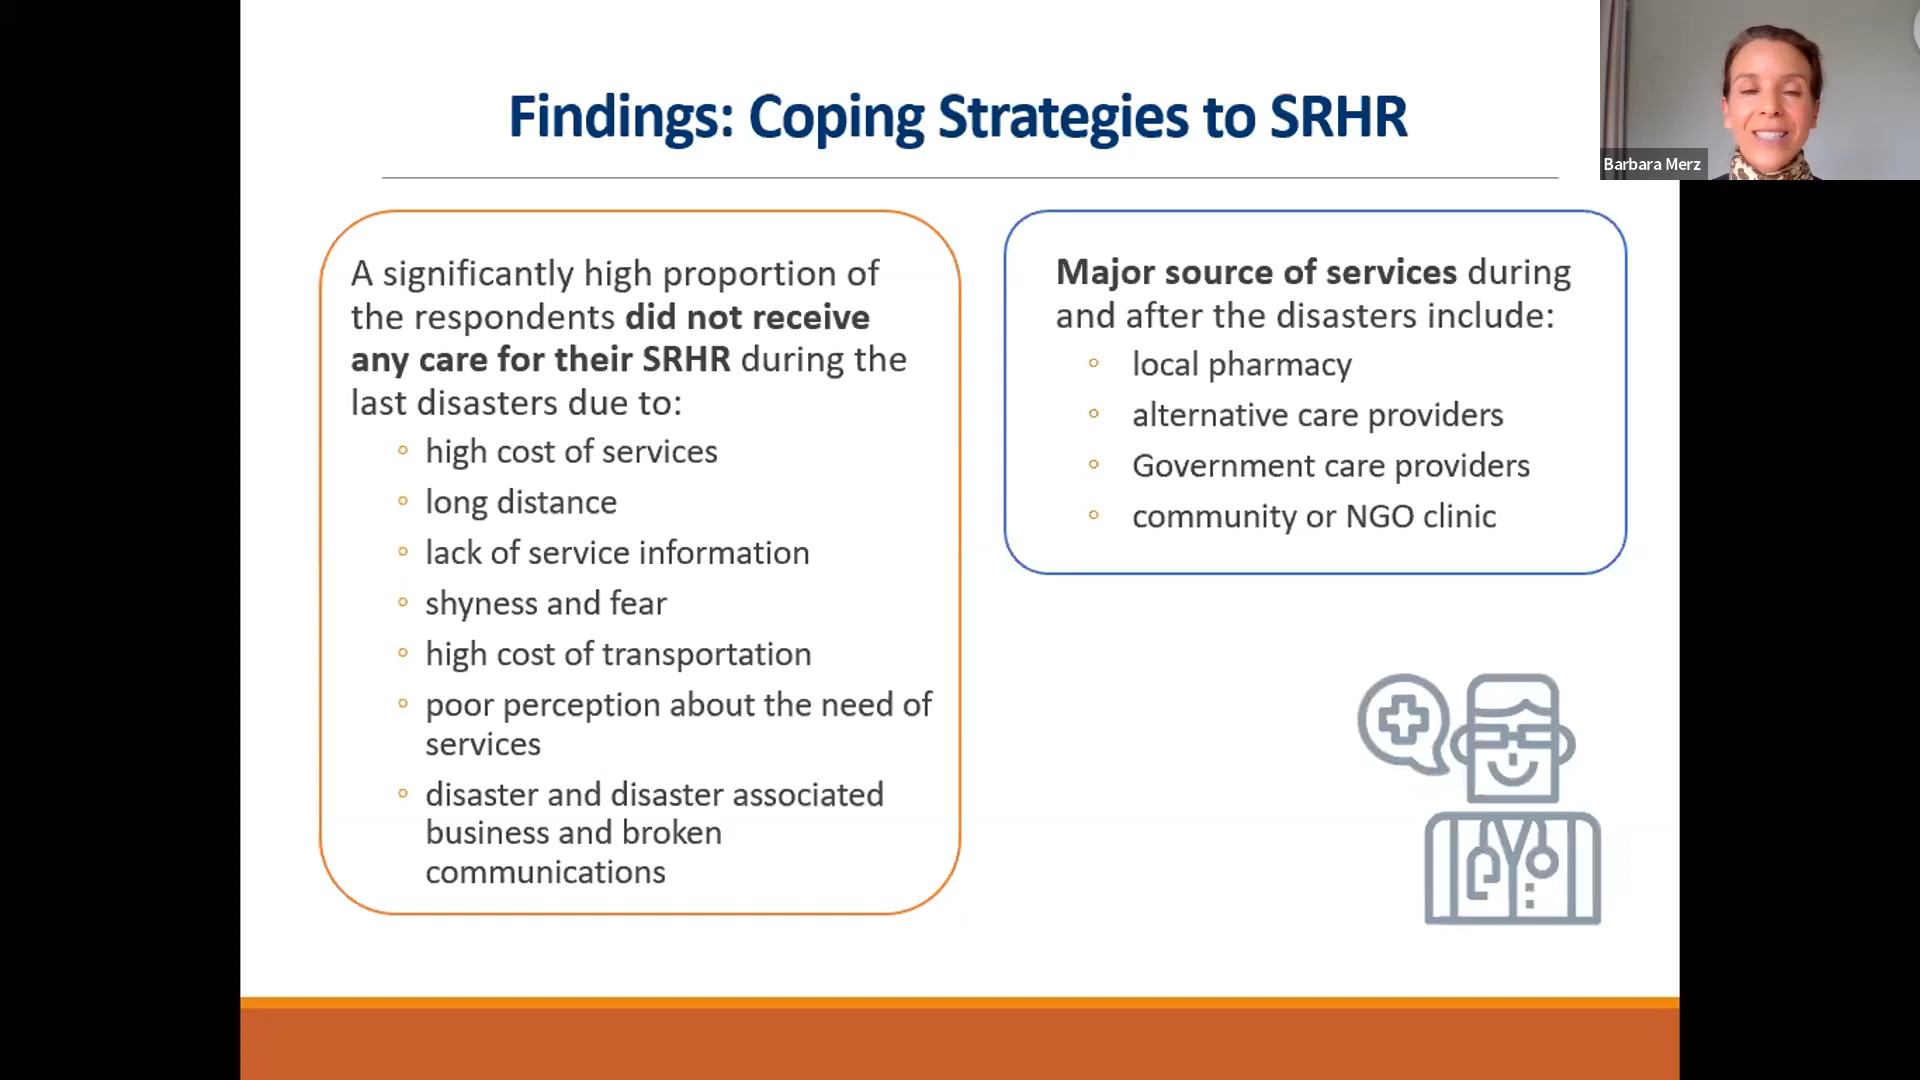 Findings: Coping Strategies to SRHR
Barbara Merz
A significantly high proportion of
the respondents did not receive
any care for their SRHR during the
last disasters due to:
◦ high cost of services
◦ long distance
◦ lack of service information
◦ shyness and fear
◦ high cost of transportation
◦ poor perception about the need of
services
◦ disaster and disaster associated
business and broken
communications
Major source of services during
and after the disasters include:
◦ local pharmacy
◦ alternative care providers
◦ Government care providers
◦ community or NGO clinic